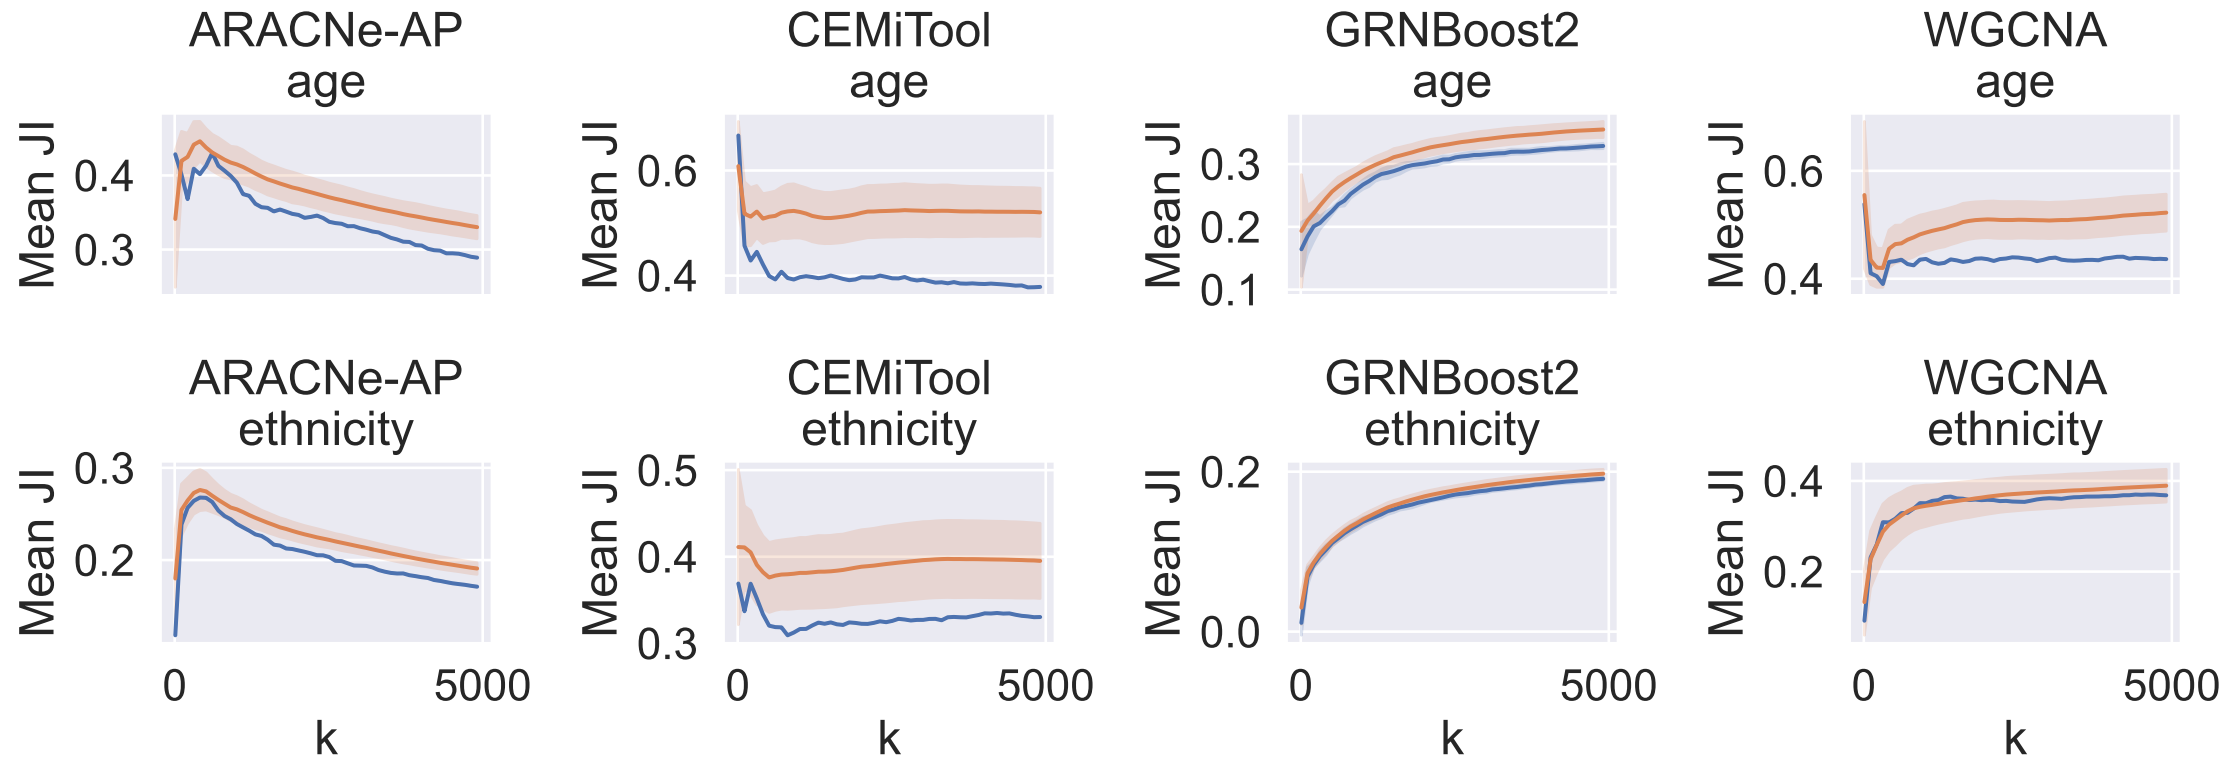 ARACNe-AP
age
CEMiTool
age
GRNBoost2
age
WGCNA
age
Mean JI
0.4
0.3
Mean JI
0.6
0.4
Mean JI
0.3
0.2
0.1
Mean JI
0.6
0.4
ARACNe-AP
ethnicity
CEMiTool
ethnicity
GRNBoost2
ethnicity
WGCNA
ethnicity
Mean JI
0.3
0.2
0
5000
k
Mean JI
0.5
0.4
0.3
0
5000
k
Mean JI
0.2
0.0
0
5000
k
Mean JI
0.4
0.2
0
5000
k